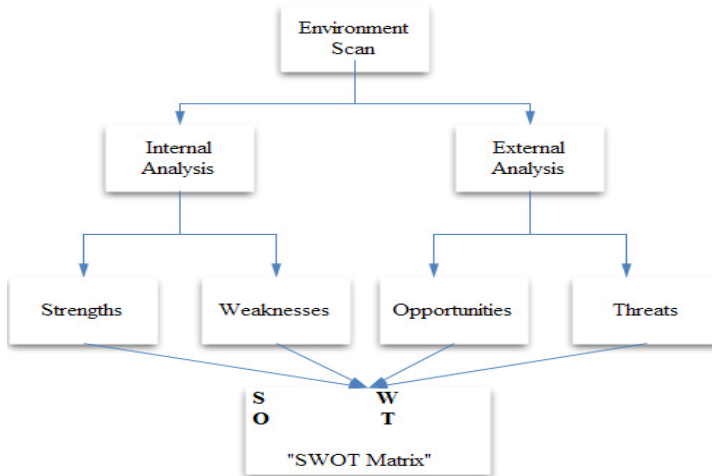 Environment
Scan
Internal
Analysis
External
Analysis
Strengths
Weaknesses
Opportunities
Threats
S W
O T
"SWOT Matrix"